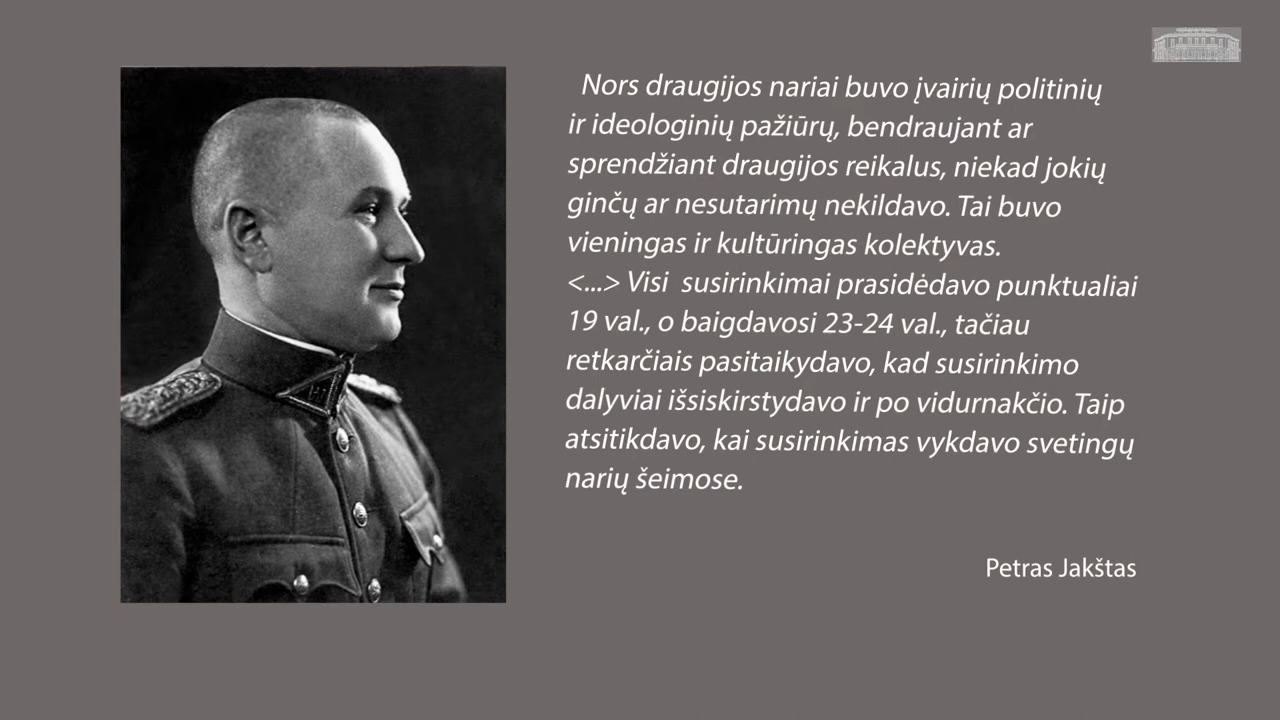 Nors draugijos nariai buvo įvairių politinių
ir ideologinių pažiūrų, bendraujant ar
sprendžiant draugijos reikalus, niekad jokių
ginčų ar nesutarimų nekildavo. Tai buvo
vieningas ir kultūringas kolektyvas.
<...> Visi susirinkimai prasidėdavo punktualiai
19 val., o baigdavosi 23-24 val., tačiau
retkarčiais pasitaikydavo, kad susirinkimo
dalyviai išsiskirstydavo ir po vidurnakčio. Taip
atsitikdavo, kai susirinkimas vykdavo svetingų
narių šeimose.
Petras Jakštas